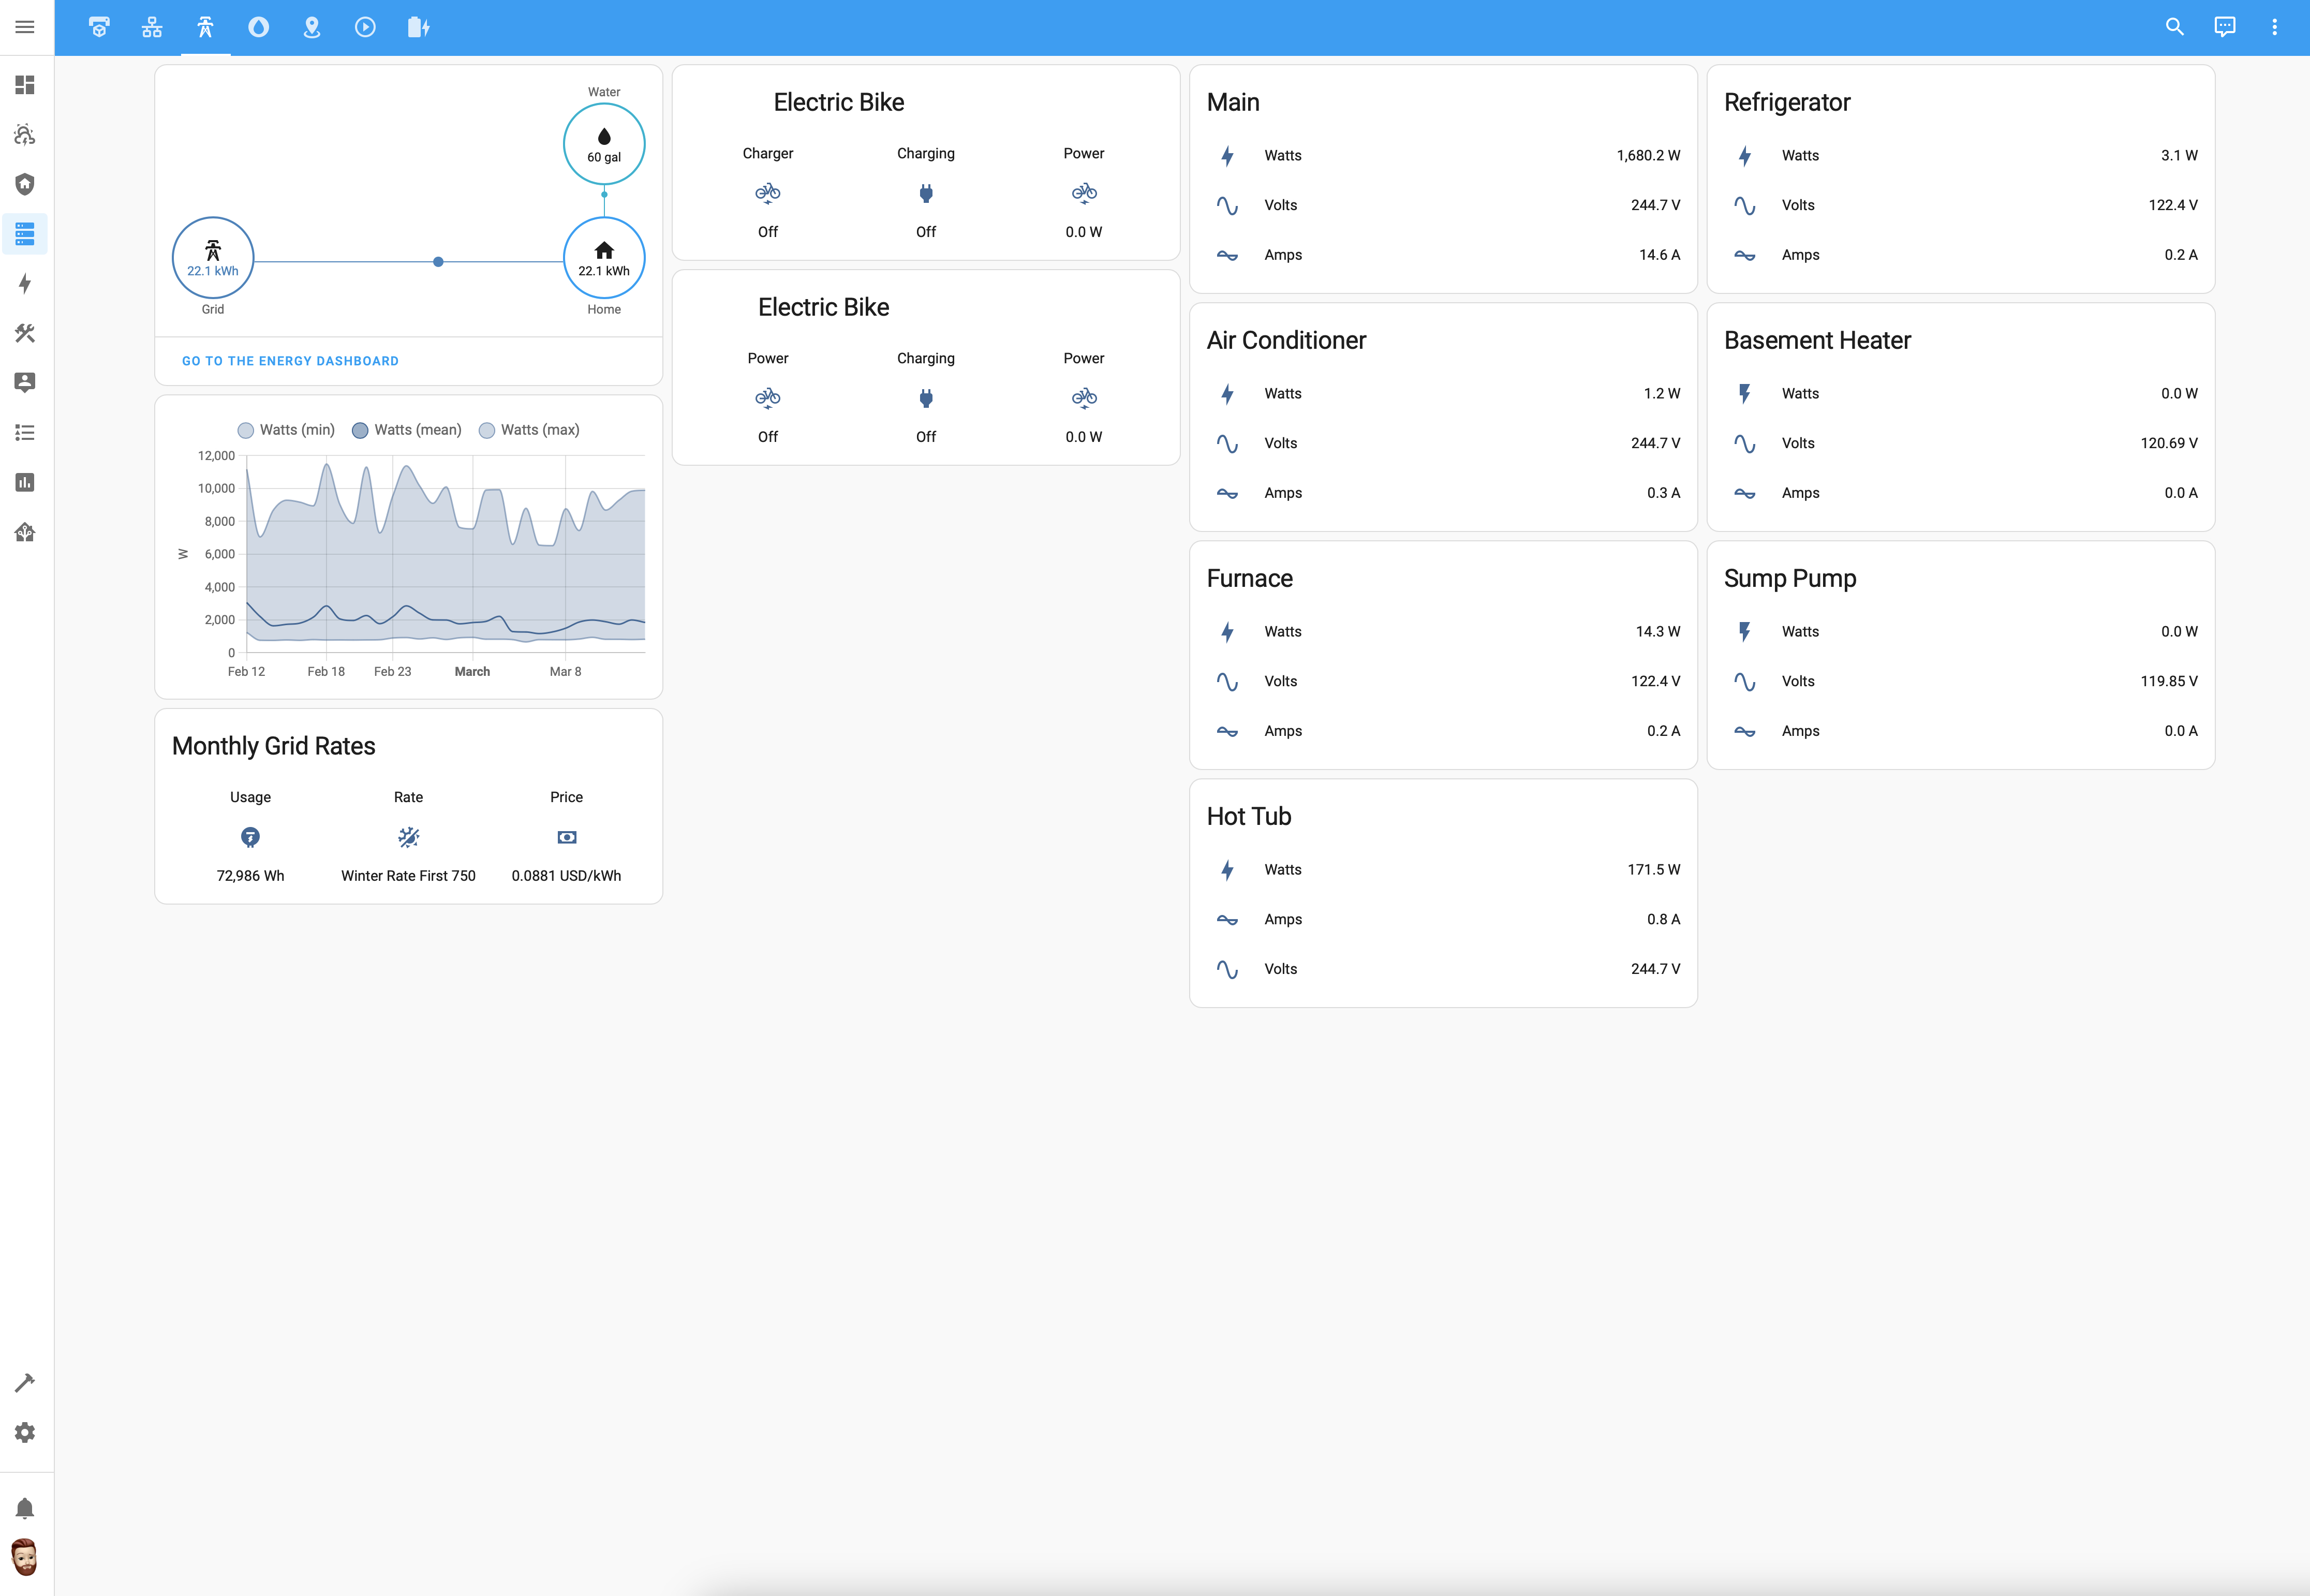 Water
60 gal
22.1 kWh
Grid
22.1 kWh
Home
GO TO THE ENERGY DASHBOARD
Watts (min) Watts (mean) Watts (max)
12,000
10,000
8,000
6,000
4,000
2,000
0
W
Feb 12 Feb 18 Feb 23 March Mar 8
Monthly Grid Rates
Usage Rate Price
72,986 Wh Winter Rate First 750 0.0881 USD/kWh
Electric Bike
Charger Charging Power
Off Off 0.0 W
Electric Bike
Power Charging Power
Off Off 0.0 W
Main
Watts 1,680.2 W
Volts 244.7 V
Amps 14.6 A
Air Conditioner
Watts 1.2 W
Volts 244.7 V
Amps 0.3 A
Furnace
Watts 14.3 W
Volts 122.4 V
Amps 0.2 A
Hot Tub
Watts 171.5 W
Amps 0.8 A
Volts 244.7 V
Refrigerator
Watts 3.1 W
Volts 122.4 V
Amps 0.2 A
Basement Heater
Watts 0.0 W
Volts 120.69 V
Amps 0.0 A
Sump Pump
Watts 0.0 W
Volts 119.85 V
Amps 0.0 A